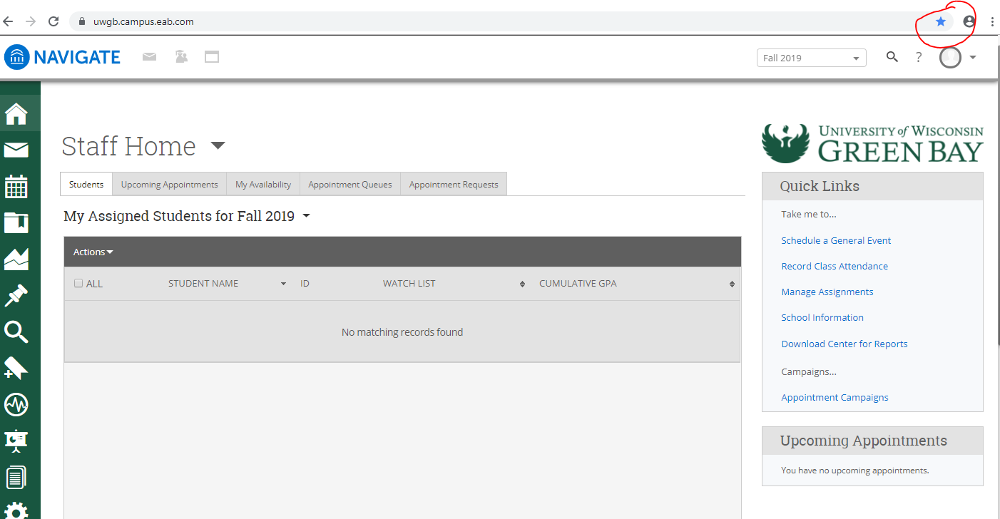 uwgb.campus.eab.com
NAVIGATE
Fall 2019
?
Staff Home
UNIVERSITY of WISCONSIN
GREEN BAY
Students
Upcoming Appointments
My Availability
Appointment Queues
Appointment Requests
My Assigned Students for Fall 2019
Actions
ALL
STUDENT NAME
ID
WATCH LIST
CUMULATIVE GPA
No matching records found
Quick Links
Take me to...
Schedule a General Event
Record Class Attendance
Manage Assignments
School Information
Download Center for Reports
Campaigns...
Appointment Campaigns
Upcoming Appointments
You have no upcoming appointments.